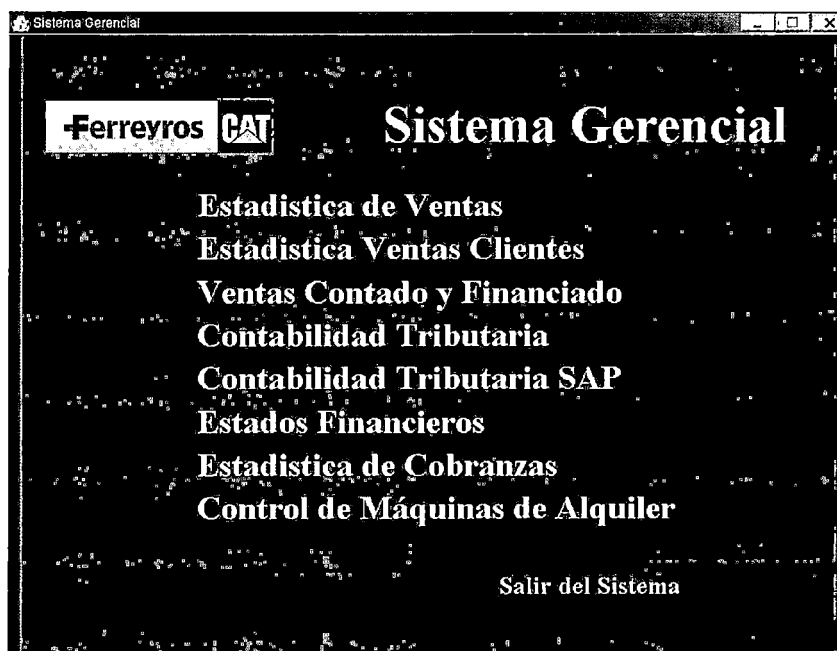 Sistema Gerencial
Ferreyros CAT
Sistema Gerencial
Estadistica de Ventas
Estadistica Ventas Clientes
Ventas Contado y Financiado
Contabilidad Tributaria
Contabilidad Tributaria SAP
Estados Financieros
Estadistica de Cobranzas
Control de Máquinas de Alquiler
Salir del Sistema